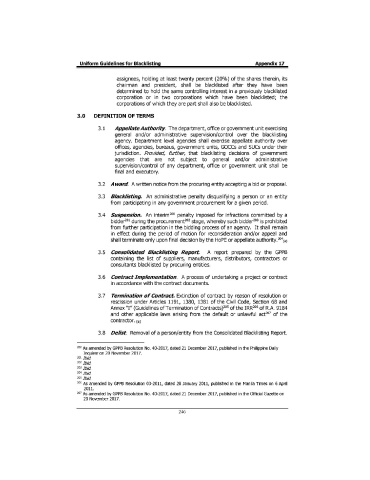 Uniform Guidelines for Blacklisting Appendix 17
assignees, holding at least twenty percent (20%) of the shares therein, its
chairman and president, shall be blacklisted after they have been
determined to hold the same controlling interest in a previously blacklisted
corporation or in two corporations which have been blacklisted; the
corporations of which they are part shall also be blacklisted.
3.0 DEFINITION OF TERMS
3.1 Appellate Authority. The department, office or government unit exercising
general and/or administrative supervision/control over the blacklisting
agency. Department level agencies shall exercise appellate authority over
offices, agencies, bureaus, government units, GOCCs and SUCs under their
jurisdiction. Provided, further, that blacklisting decisions of government
agencies that are not subject to general and/or administrative
supervision/control of any department, office or government unit shall be
final and executory.
3.2 Award. A written notice from the procuring entity accepting a bid or proposal.
3.3 Blacklisting. An administrative penalty disqualifying a person or an entity
from participating in any government procurement for a given period.
3.4 Suspension. An interim penalty imposed for infractions committed by a
bidder during the procurement stage, whereby such bidder is prohibited
from further participation in the bidding process of an agency. It shall remain
in effect during the period of motion for reconsideration and/or appeal and
shall terminate only upon final decision by the HoPE or appellate authority.
3.5 Consolidated Blacklisting Report. A report prepared by the GPPB
containing the list of suppliers, manufacturers, distributors, contractors or
consultants blacklisted by procuring entities.
3.6 Contract Implementation. A process of undertaking a project or contract
in accordance with the contract documents.
3.7 Termination of Contract. Extinction of contract by reason of resolution or
rescission under Articles 1191, 1380, 1381 of the Civil Code, Section 68 and
Annex "I" (Guidelines of Termination of Contracts) of the IRR of R.A. 9184
and other applicable laws arising from the default or unlawful act of the
contractor.
3.8 Delist. Removal of a person/entity from the Consolidated Blacklisting Report.
As amended by GPPB Resolution No. 40-2017, dated 21 December 2017, published in the Philippine Daily
Inquirer on 29 November 2017.
Ibid
Ibid
Ibid
Ibid
Ibid
As amended by GPPB Resolution 03-2011, dated 28 January 2011, published in the Manila Times on 6 April
2011.
As amended by GPPB Resolution No. 40-2017, dated 21 December 2017, published in the Official Gazette on
29 November 2017.